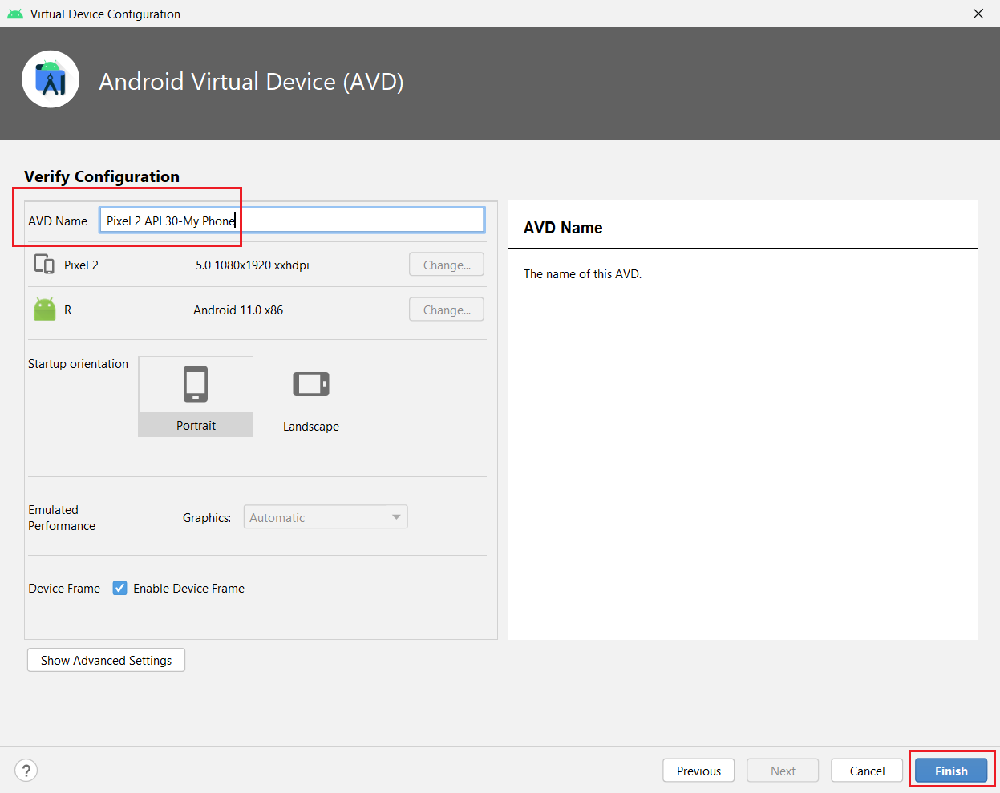 Virtual Device Configuration
Android Virtual Device (AVD)
Verify Configuration
AVD Name Pixel 2 API 30-My Phone
Pixel 2 5.0 1080x1920 xxhdpi Change...
R Android 11.0 x86 Change...
Startup orientation
Portrait
Landscape
Emulated
Performance
Graphics: Automatic
Device Frame Enable Device Frame
Show Advanced Settings
AVD Name
The name of this AVD.
? Previous Next Cancel Finish